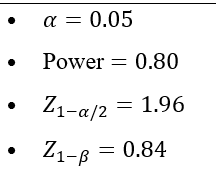 • α = 0.05
• Power = 0.80
• Z₁₋α/₂ = 1.96
• Z₁₋β = 0.84